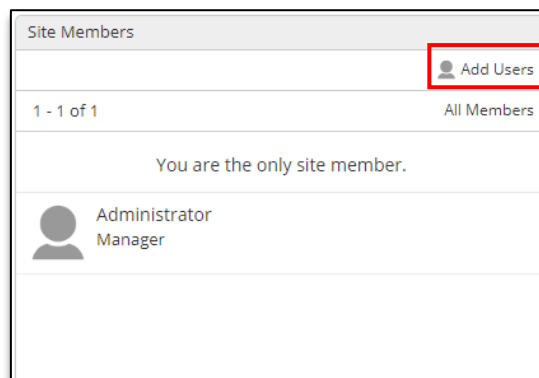 Site Members
Add Users
1 - 1 of 1
All Members
You are the only site member.
Administrator
Manager